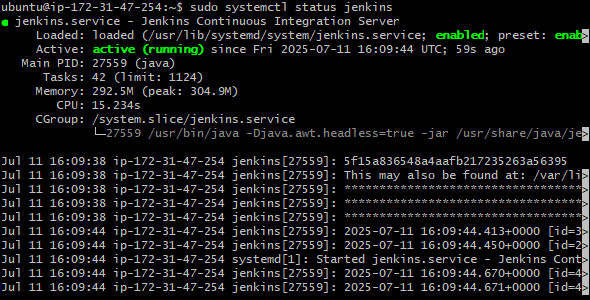 ubuntu@ip-172-31-47-254:~$ sudo systemctl status jenkins
● jenkins.service - Jenkins Continuous Integration Server
Loaded: loaded (/usr/lib/systemd/system/jenkins.service; enabled; preset: enab>
Active: active (running) since Fri 2025-07-11 16:09:44 UTC; 59s ago
Main PID: 27559 (java)
Tasks: 42 (limit: 1124)
Memory: 292.5M (peak: 304.9M)
CPU: 15.234s
CGroup: /system.slice/jenkins.service
└─27559 /usr/bin/java -Djava.awt.headless=true -jar /usr/share/java/je>
Jul 11 16:09:38 ip-172-31-47-254 jenkins[27559]: 5f15a836548a4aafb217235263a56395
Jul 11 16:09:38 ip-172-31-47-254 jenkins[27559]: This may also be found at: /var/li>
Jul 11 16:09:38 ip-172-31-47-254 jenkins[27559]: **********************************>
Jul 11 16:09:38 ip-172-31-47-254 jenkins[27559]: **********************************>
Jul 11 16:09:38 ip-172-31-47-254 jenkins[27559]: **********************************>
Jul 11 16:09:44 ip-172-31-47-254 jenkins[27559]: 2025-07-11 16:09:44.413+0000 [id=3>
Jul 11 16:09:44 ip-172-31-47-254 jenkins[27559]: 2025-07-11 16:09:44.450+0000 [id=2>
Jul 11 16:09:44 ip-172-31-47-254 systemd[1]: Started jenkins.service - Jenkins Cont>
Jul 11 16:09:44 ip-172-31-47-254 jenkins[27559]: 2025-07-11 16:09:44.670+0000 [id=4>
Jul 11 16:09:44 ip-172-31-47-254 jenkins[27559]: 2025-07-11 16:09:44.671+0000 [id=4>